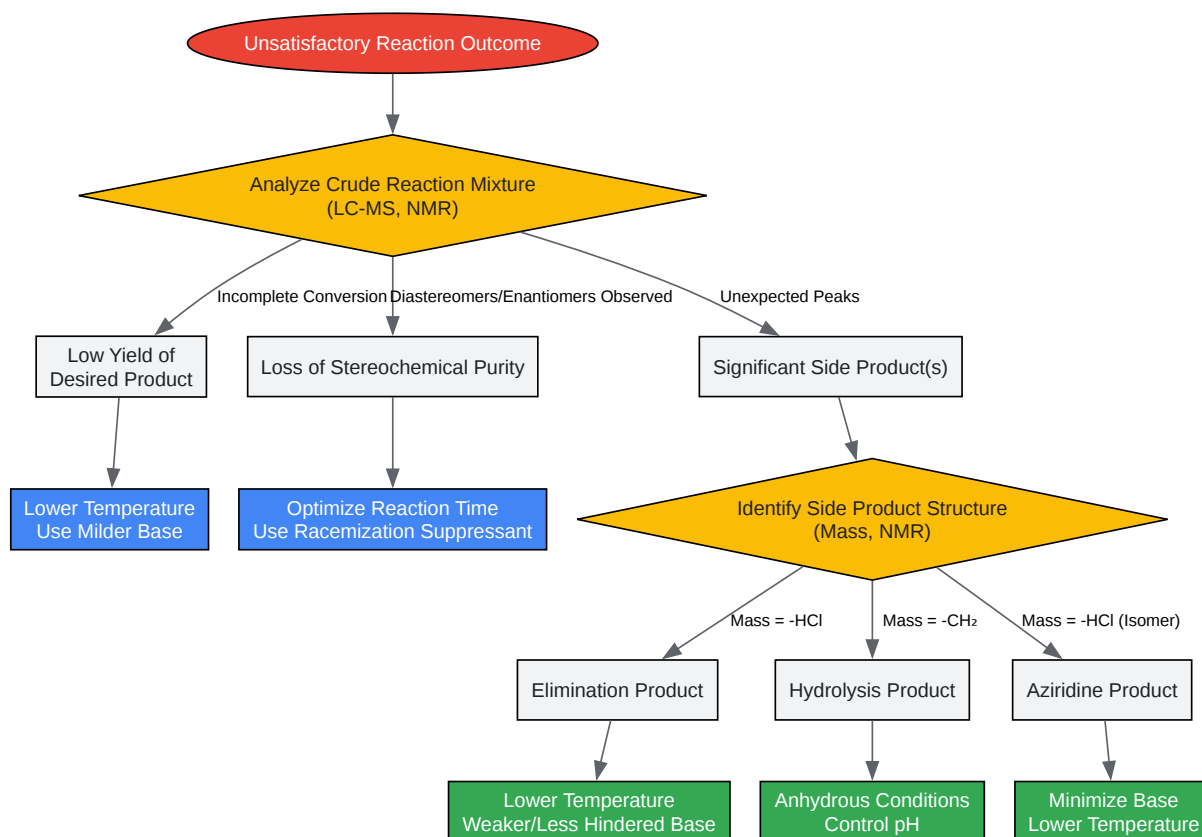 Unsatisfactory Reaction Outcome
Analyze Crude Reaction Mixture
(LC-MS, NMR)
Incomplete Conversion
Diastereomers/Enantiomers Observed
Unexpected Peaks
Low Yield of
Desired Product
Loss of Stereochemical Purity
Significant Side Product(s)
Lower Temperature
Use Milder Base
Optimize Reaction Time
Use Racemization Suppressant
Identify Side Product Structure
(Mass, NMR)
Mass = -HCl
Mass = -CH₂
Mass = -HCl (Isomer)
Elimination Product
Hydrolysis Product
Aziridine Product
Lower Temperature
Weaker/Less Hindered Base
Anhydrous Conditions
Control pH
Minimize Base
Lower Temperature